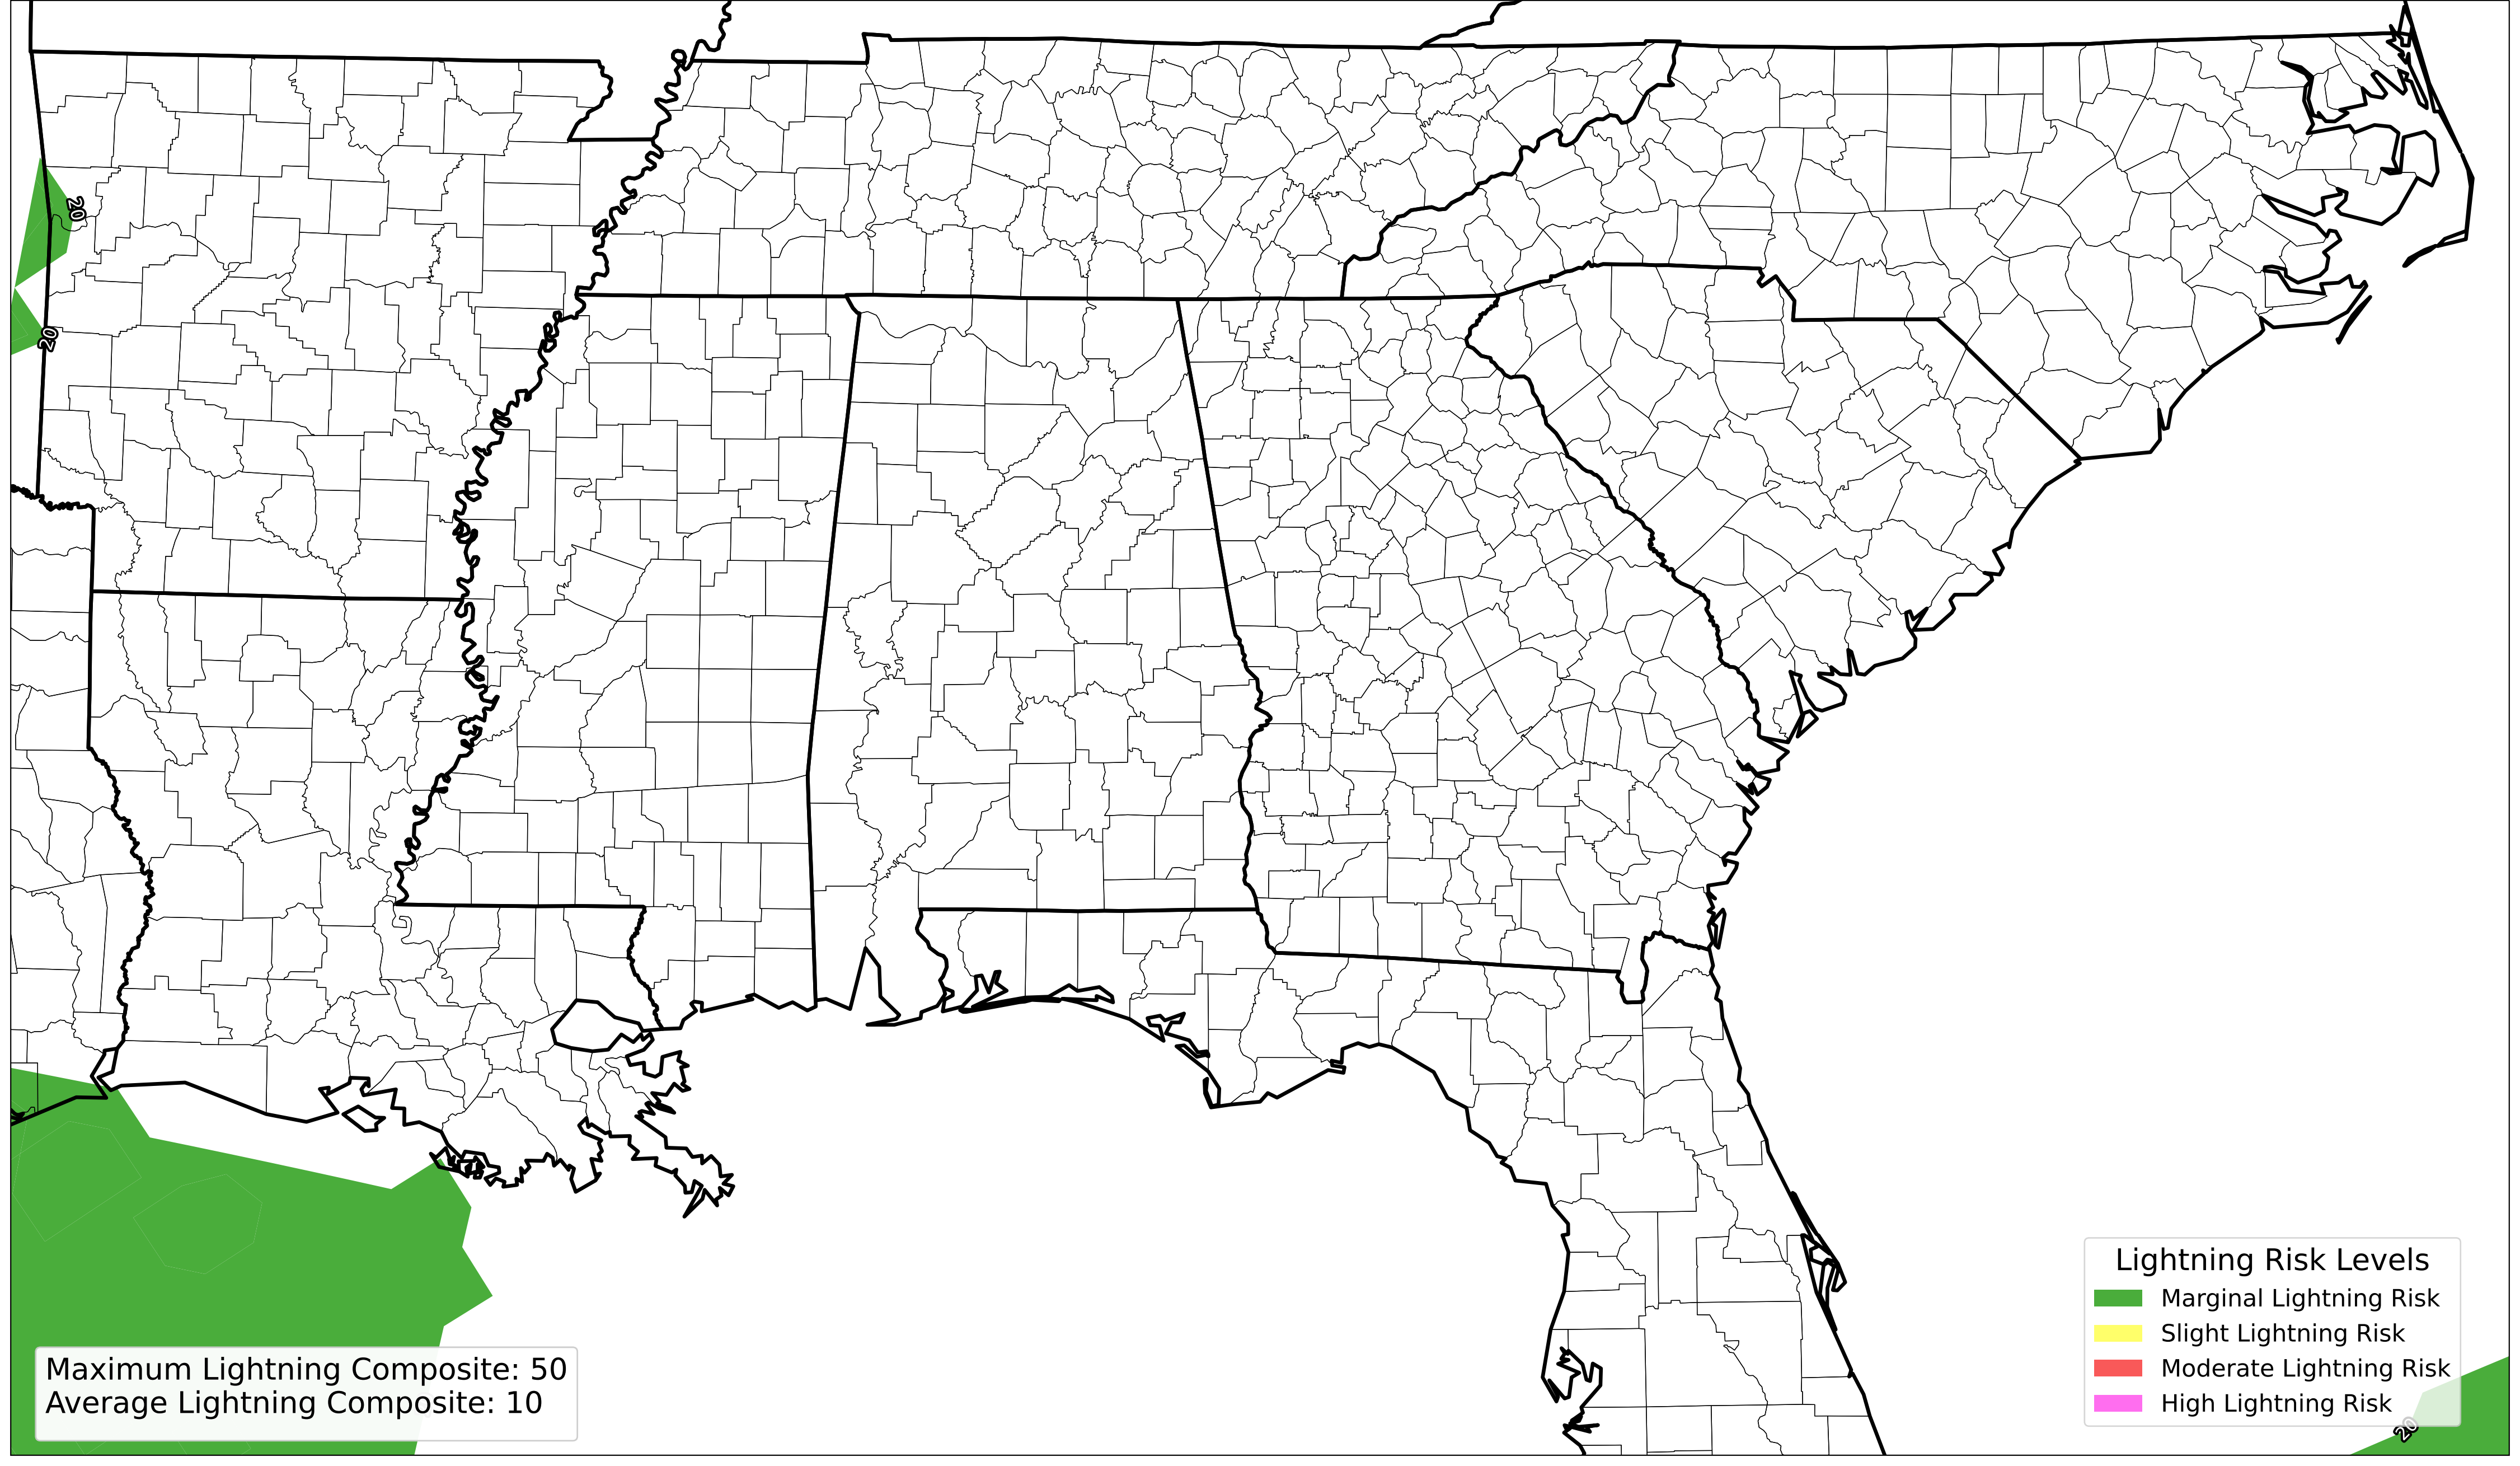 20
20
Lightning Risk Levels
Marginal Lightning Risk
Slight Lightning Risk
Moderate Lightning Risk
High Lightning Risk
Maximum Lightning Composite: 50
Average Lightning Composite: 10
20